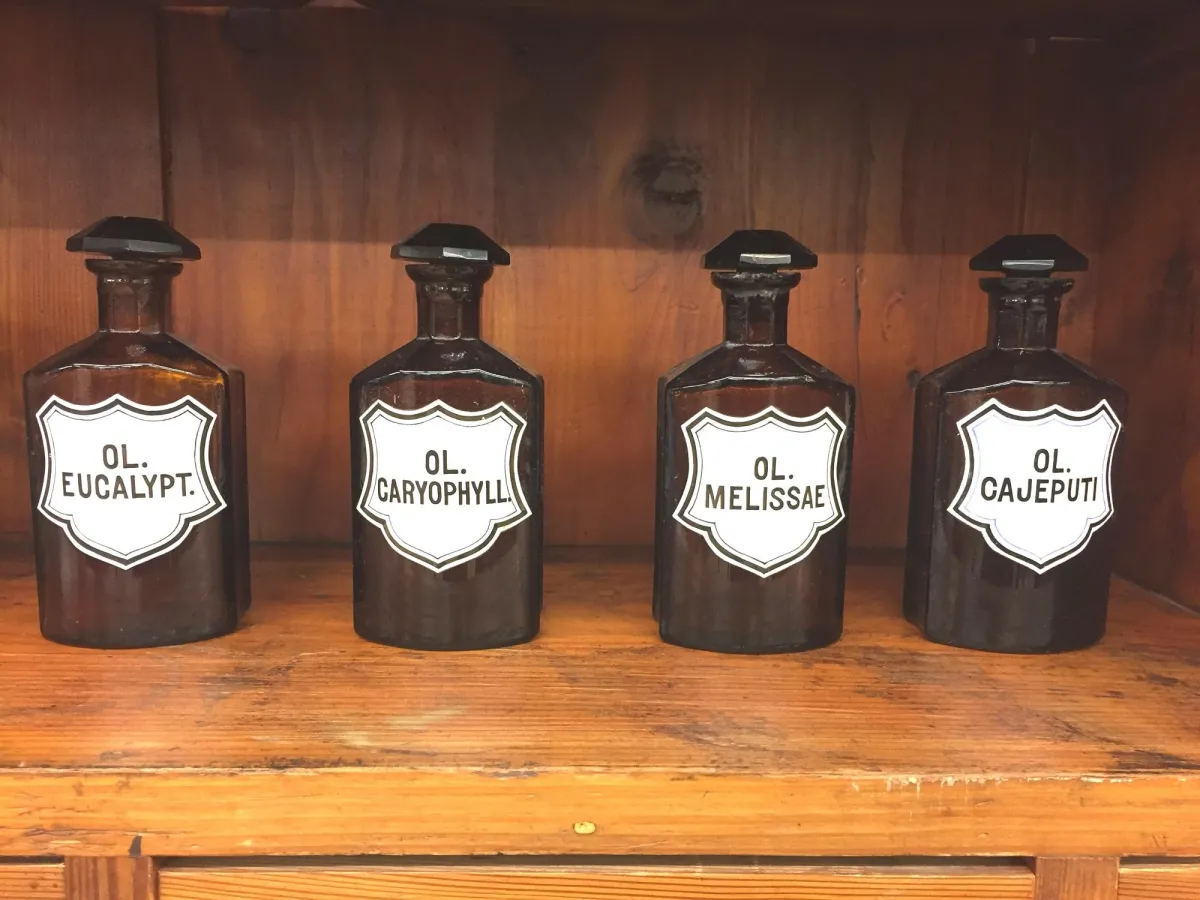 OL.
EUCALYPT.
OL.
CARYOPHYLL.
OL.
MELISSAE
OL.
CAJEPUTI